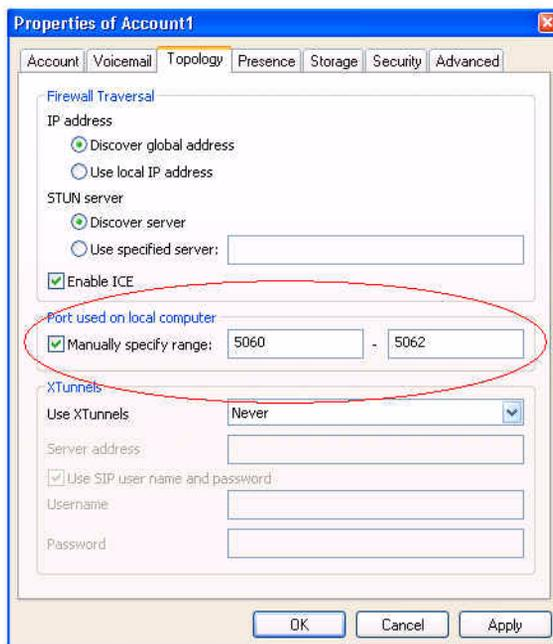 Properties of Account1
Account Voicemail Topology Presence Storage Security Advanced
Firewall Traversal
IP address
Discover global address
Use local IP address
STUN server
Discover server
Use specified server:
Enable ICE
Port used on local computer
Manually specify range: 5060 - 5062
XTunnels
Use XTunnels Never
Server address
Use SIP user name and password
Username
Password
OK Cancel Apply